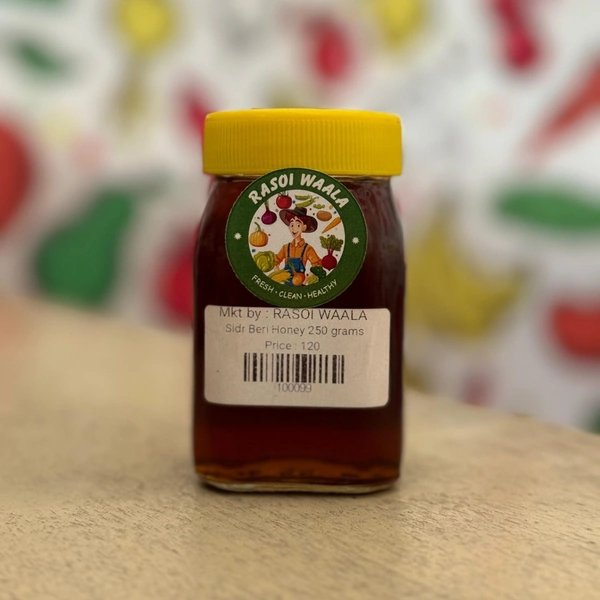 RASOI WAALA
FRESH - CLEAN - HEALTHY
Mkt by : RASOI WAALA
Sidr Beri Honey 250 grams
Price : 120
100099